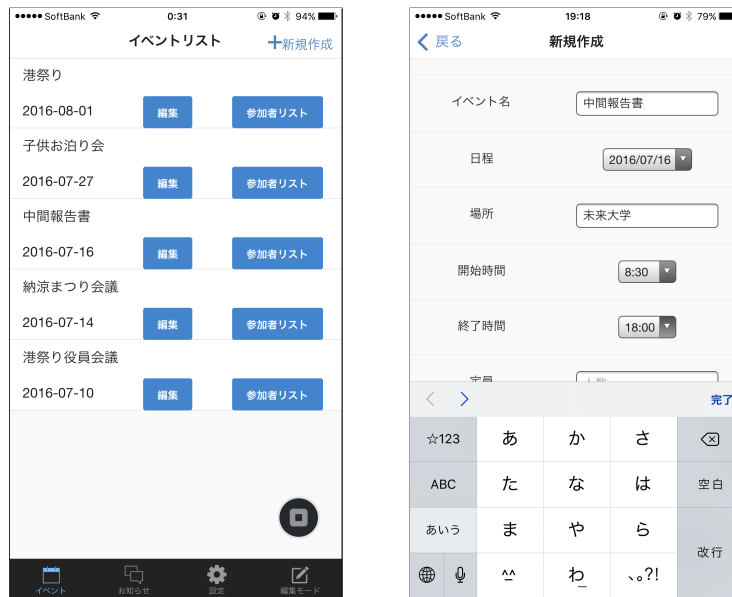 SoftBank 0:31 94%
イベントリスト
+新規作成
港祭り
2016-08-01 編集 参加者リスト
子供お泊り会
2016-07-27 編集 参加者リスト
中間報告書
2016-07-16 編集 参加者リスト
納涼まつり会議
2016-07-14 編集 参加者リスト
港祭り役員会議
2016-07-10 編集 参加者リスト
イベント お知らせ 設定 編集モード
SoftBank 19:18 79%
戻る 新規作成
イベント名 中間報告書
日程 2016/07/16
場所 未来大学
開始時間 8:30
終了時間 18:00
定員 人数
完了
☆123 あ か さ
ABC た な は 空白
あいう ま や ら
改行
^^ わ_ 、。?!